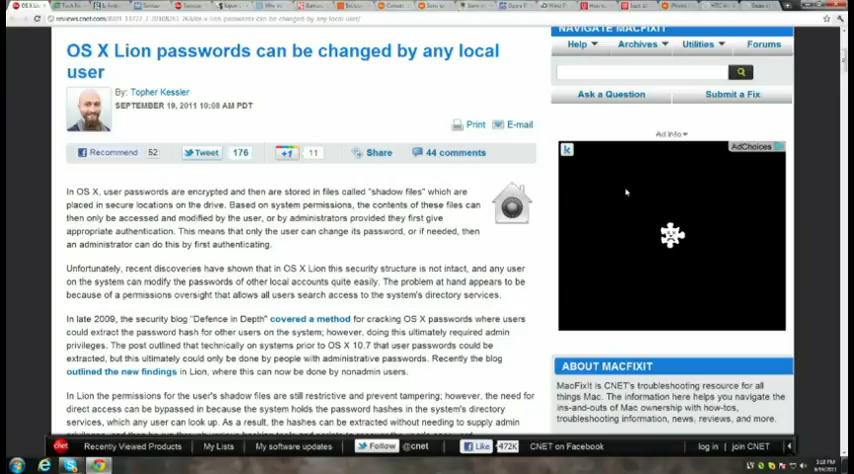 OS X Lion passwords can be changed by any local
user
By: Topher Kessler
SEPTEMBER 19, 2011 10:08 AM PDT
Print E-mail
Recommend 52 Tweet 176 +1 11 Share 44 comments
In OS X, user passwords are encrypted and then are stored in files called "shadow files" which are
placed in secure locations on the drive. Based on system permissions, the contents of these files can
then only be accessed and modified by the user, or by administrators provided they first give
appropriate authentication. This means that only the user can change its password, or if needed, then
an administrator can do this by first authenticating.
Unfortunately, recent discoveries have shown that in OS X Lion this security structure is not intact, and any user
on the system can modify the passwords of other local accounts quite easily. The problem at hand appears to be
because of a permissions oversight that allows all users search access to the system's directory services.
In late 2009, the security blog "Defence in Depth" covered a method for cracking OS X passwords where users
could extract the password hash for other users on the system; however, doing this ultimately required admin
privileges. The post outlined that technically on systems prior to OS X 10.7 that user passwords could be
extracted, but this ultimately could only be done by people with administrative passwords. Recently the blog
outlined the new findings in Lion, where this can now be done by nonadmin users.
In Lion the permissions for the user's shadow files are still restrictive and prevent tampering; however, the need for
direct access can be bypassed in because the system holds the password hashes in the system's directory
services, which any user can look up. As a result, the hashes can be extracted without needing to supply admin
NAVIGATE MACFIXIT
Help Archives Utilities Forums
Ask a Question Submit a Fix
Ad Info
k AdChoices
ABOUT MACFIXIT
MacFixIt is CNET's troubleshooting resource for all
things Mac. The information here helps you navigate the
ins-and-outs of Mac ownership with how-tos,
troubleshooting information, news, reviews, and more.
cnet Recently Viewed Products My Lists My software updates Follow @cnet Like 472K CNET on Facebook log in join CNET